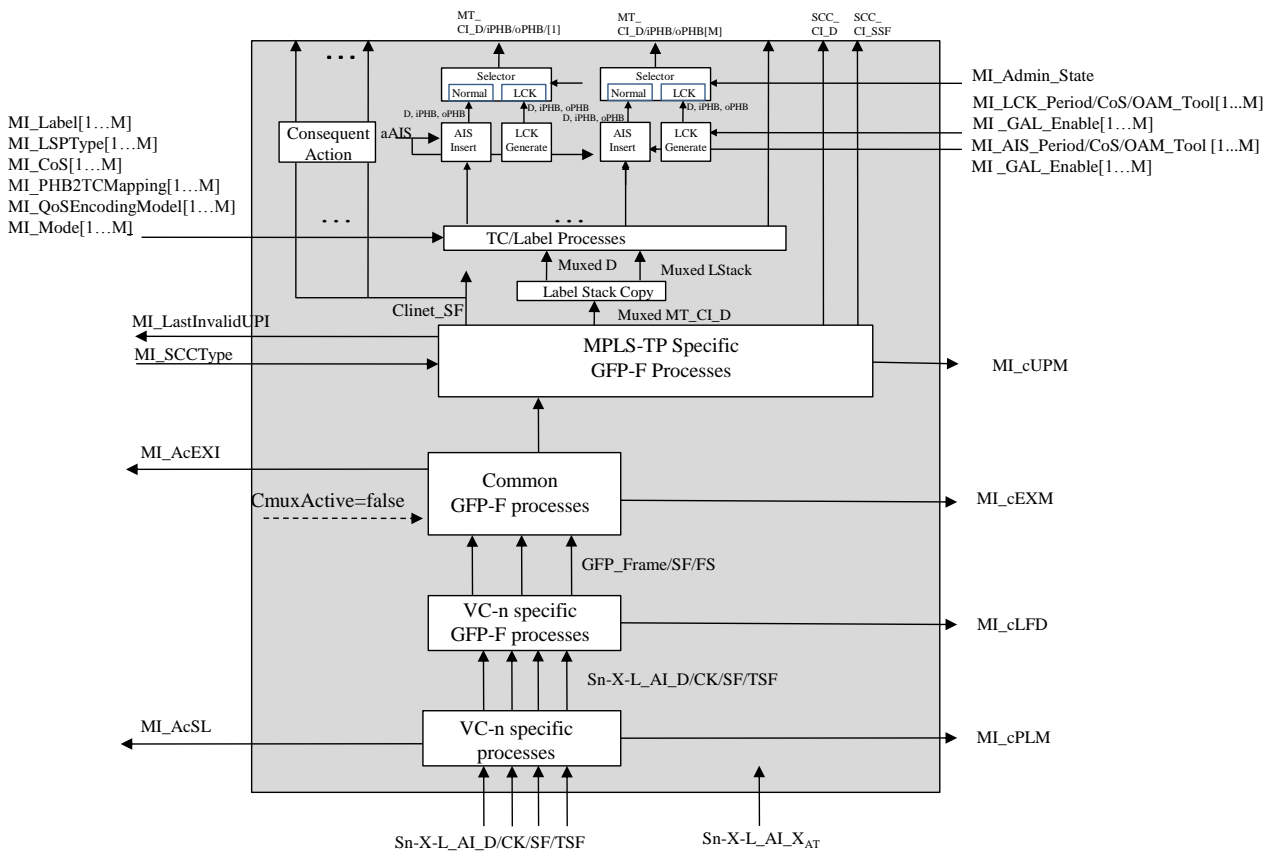 MT_
CI_D/iPHB/oPHB/[1]
MT_
CI_D/iPHB/oPHB[M]
SCC_
CI_D
SCC_
CI_SSF
...
Selector
Normal
LCK
Selector
Normal
LCK
MI_Admin_State
D, iPHB, oPHB
D, iPHB, oPHB
D, iPHB, oPHB
D, iPHB, oPHB
MI_LCK_Period/CoS/OAM_Tool[1...M]
MI _GAL_Enable[1…M]
MI_AIS_Period/CoS/OAM_Tool [1...M]
MI _GAL_Enable[1…M]
MI_Label[1…M]
MI_LSPType[1…M]
MI_CoS[1…M]
MI_PHB2TCMapping[1…M]
MI_QoSEncodingModel[1…M]
MI_Mode[1…M]
Consequent
Action
aAIS
AIS
Insert
LCK
Generate
AIS
Insert
LCK
Generate
...
...
TC/Label Processes
Muxed D
Muxed LStack
Label Stack Copy
Clinet_SF
Muxed MT_CI_D
MI_LastInvalidUPI
MI_SCCType
MPLS-TP Specific
GFP-F Processes
MI_cUPM
MI_AcEXI
Common
GFP-F processes
CmuxActive=false
MI_cEXM
GFP_Frame/SF/FS
VC-n specific
GFP-F processes
MI_cLFD
Sn-X-L_AI_D/CK/SF/TSF
MI_AcSL
VC-n specific
processes
MI_cPLM
Sn-X-L_AI_D/CK/SF/TSF
Sn-X-L_AI_XAT